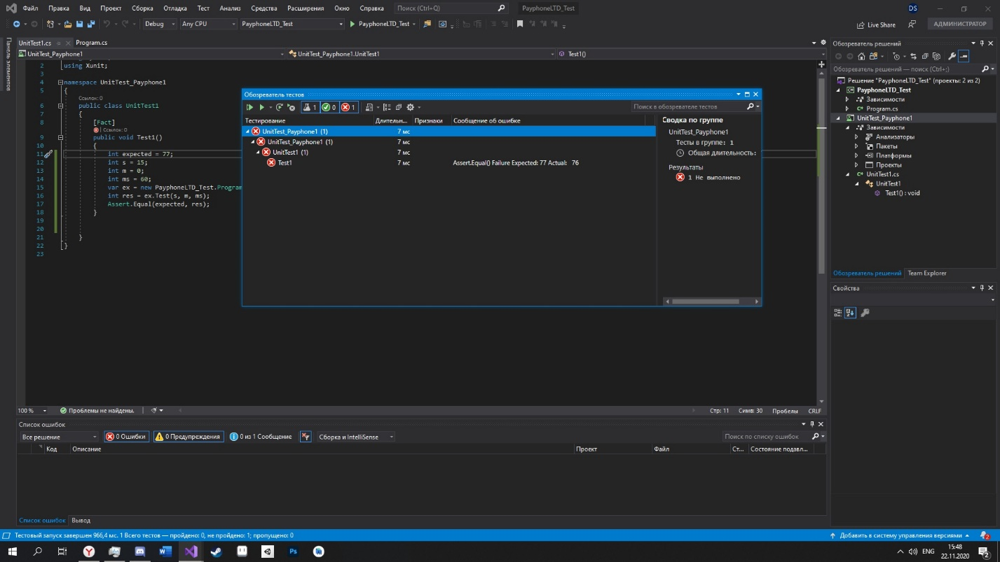 Файл Правка Вид Проект Сборка Отладка Тест Анализ Средства Расширения Окно Справка Поиск (Ctrl+Q) PayphoneLTD_Test DS
Debug Any CPU PayphoneLTD_Test PayphoneLTD_Test Live Share АДМИНИСТРАТОР
Панель элементов
UnitTest1.cs Program.cs
UnitTest_Payphone1 UnitTest_Payphone1.UnitTest1 Test1()
2 using Xunit;
3
4 namespace UnitTest_Payphone1
5 {
Ссылок: 0
6 public class UnitTest1
7 {
8 [Fact]
Ссылок: 0
9 public void Test1()
10 {
11 int expected = 77;
12 int s = 15;
13 int m = 0;
14 int ms = 60;
15 var ex = new PayphoneLTD_Test.Program
16 int res = ex.Test(s, m, ms);
17 Assert.Equal(expected, res);
18 }
19
20
21 }
22 }
23
Обозреватель тестов
1 0 1 Поиск в обозревателе тестов
Тестирование Длительн... Признаки Сообщение об ошибке
UnitTest_Payphone1 (1) 7 мс
UnitTest_Payphone1 (1) 7 мс
UnitTest1 (1) 7 мс
Test1 7 мс Assert.Equal() Failure Expected: 77 Actual: 76
Сводка по группе
UnitTest_Payphone1
Тесты в группе: 1
Общая длительность:
Результаты
1 Не выполнено
Обозреватель решений
Обозреватель решений — поиск (Ctrl+;)
Решение "PayphoneLTD_Test" (проекты: 2 из 2)
PayphoneLTD_Test
Зависимости
C# Program.cs
UnitTest_Payphone1
Зависимости
Анализаторы
Пакеты
Платформы
Проекты
C# UnitTest1.cs
UnitTest1
Test1() : void
Обозреватель решений Team Explorer
Свойства
100 % Проблемы не найдены. Стр: 11 Симв: 30 Пробелы CRLF
Список ошибок
Все решение 0 Ошибки 0 Предупреждения 0 из 1 Сообщение Сборка и IntelliSense Поиск по списку ошибок
Код Описание Проект Файл Ст... Состояние подавл...
Список ошибок Вывод
Тестовый запуск завершен 966,4 мс. 1 Всего тестов — пройдено: 0, не пройдено: 1; пропущено: 0 Добавить в систему управления версиями 2
W Ps ENG 15:48
22.11.2020 2